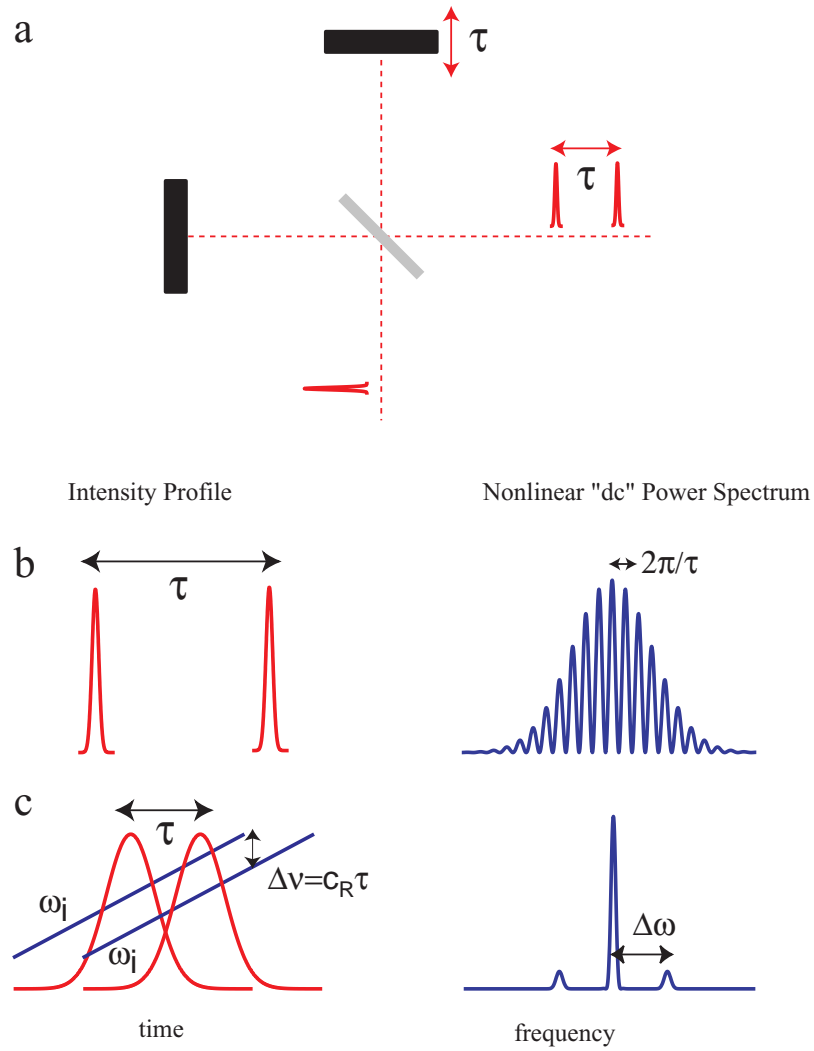 a
τ
τ
Intensity Profile
Nonlinear "dc" Power Spectrum
b
τ
2π/τ
c
τ
Δν=cRτ
ωi
ωi
Δω
time
frequency